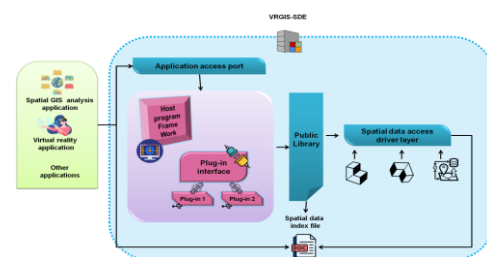 VRGIS-SDE
Application access port
Spatial GIS analysis
application
Virtual reality
application
Other
applications
Host
program
Frame
Work
Plug-in
interface
Plug-in 1
Plug-in 2
Public
Library
Spatial data access
driver layer
Spatial data
index file